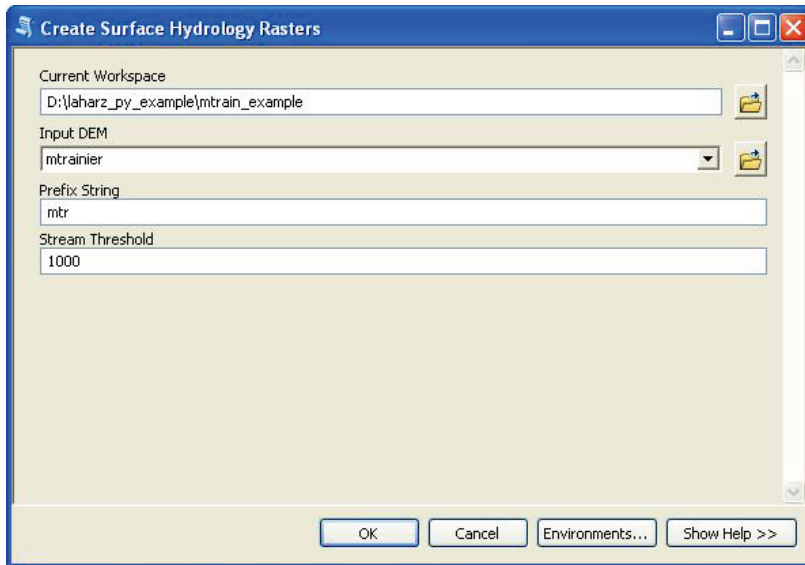 Create Surface Hydrology Rasters
Current Workspace
D:\laharz_py_example\mtrain_example
Input DEM
mtrainier
Prefix String
mtr
Stream Threshold
1000
OK Cancel Environments... Show Help >>